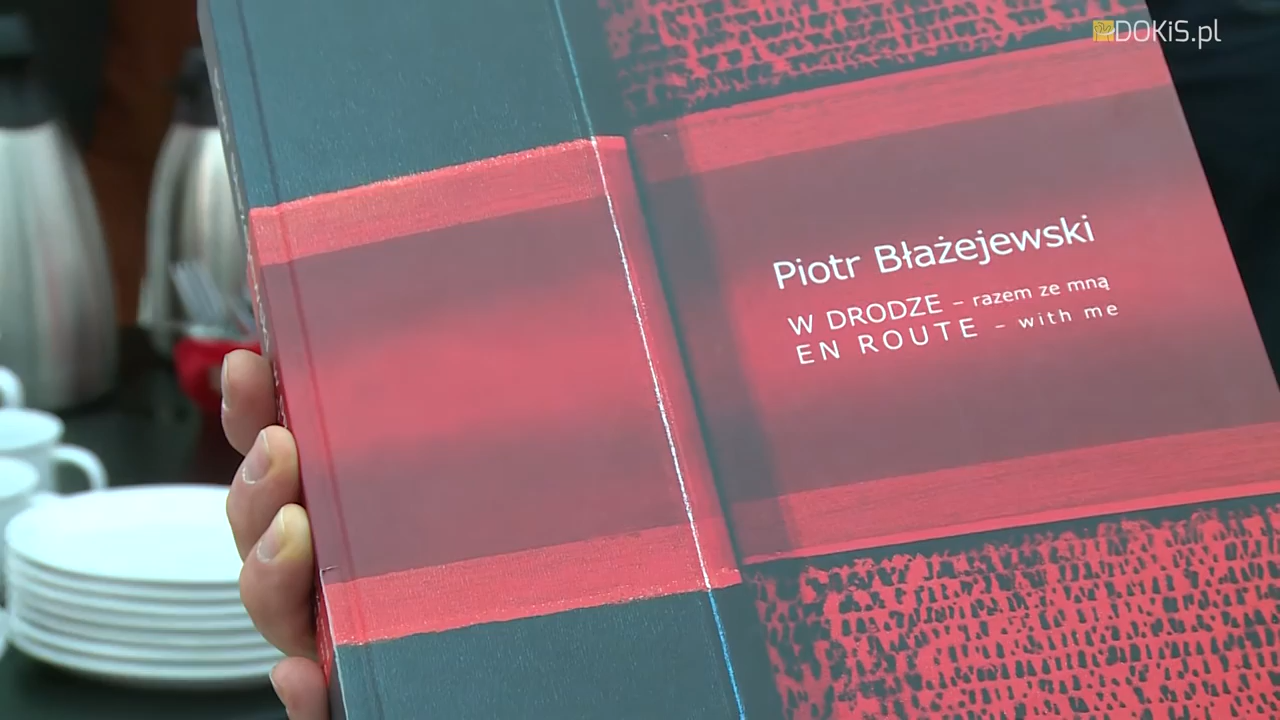 DOKiS.pl
Piotr Błażejewski
W DRODZE – razem ze mną
EN ROUTE – with me